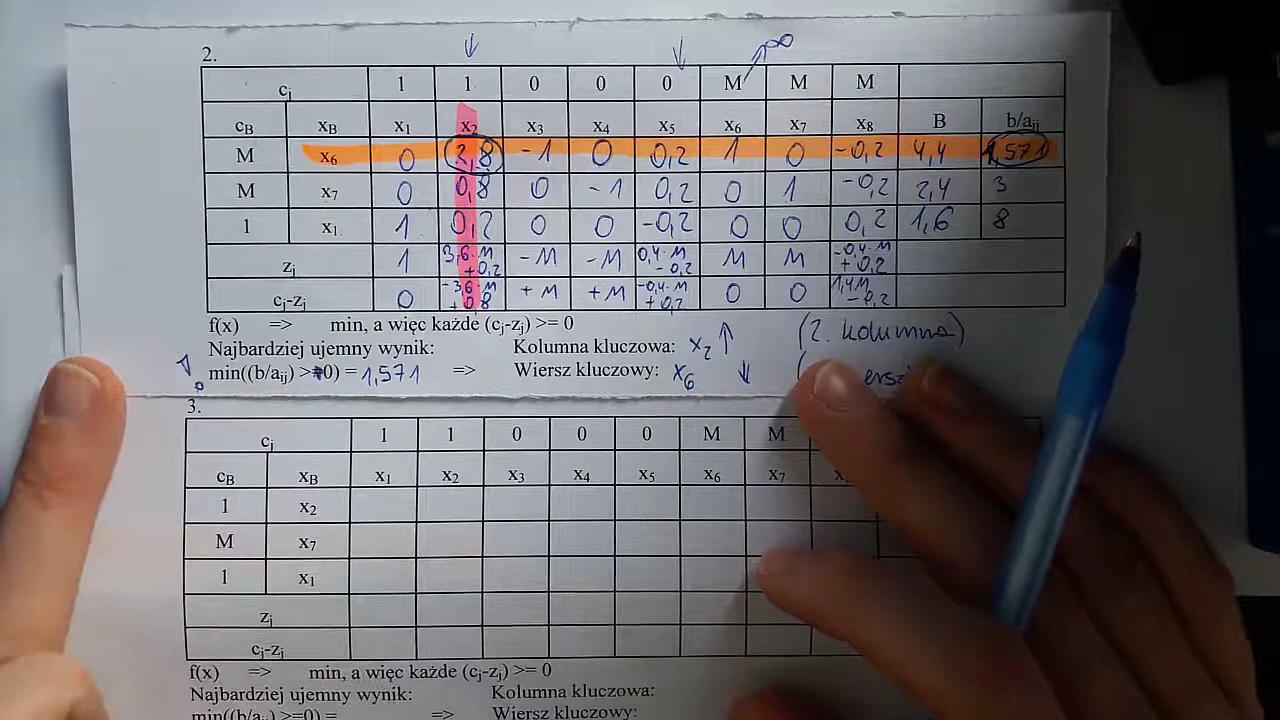 2.
cj 1 1 0 0 0 M → ∞ M M
cB xB x1 x2 x3 x4 x5 x6 x7 x8 B b/aij
M x6 0 2,8 -1 0 0,2 1 0 -0,2 4,4 1,571
M x7 0 0,8 0 -1 0,2 0 1 -0,2 2,4 3
1 x1 1 0,2 0 0 -0,2 0 0 0,2 1,6 8
zj 1 3,6·M +0,2 -M -M 0,4·M -0,2 M M -0,4·M +0,2
cj-zj 0 -3,6·M +0,8 +M +M -0,4·M +0,2 0 0 1,4M -0,2
f(x) => min, a więc każde (cj-zj) >= 0
Najbardziej ujemny wynik: Kolumna kluczowa: x2 ↑ (2. kolumna)
min((b/aij) > 0) = 1,571 => Wiersz kluczowy: x6 ↓
3.
cj 1 1 0 0 0 M M
cB xB x1 x2 x3 x4 x5 x6 x7
1 x2
M x7
1 x1
zj
cj-zj
f(x) => min, a więc każde (cj-zj) >= 0
Najbardziej ujemny wynik: Kolumna kluczowa:
min((b/aij) >=0) = => Wiersz kluczowy: